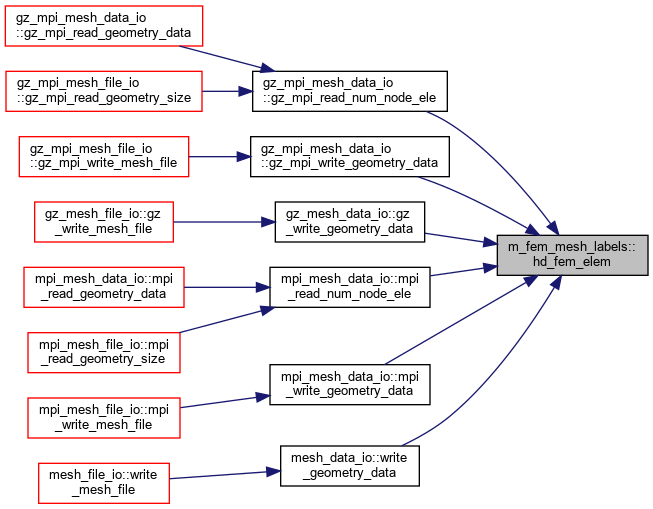 gz_mpi_mesh_data_io
::gz_mpi_read_geometry_data
gz_mpi_mesh_file_io
::gz_mpi_read_geometry_size
gz_mpi_mesh_data_io
::gz_mpi_read_num_node_ele
gz_mpi_mesh_file_io
::gz_mpi_write_mesh_file
gz_mpi_mesh_data_io
::gz_mpi_write_geometry_data
gz_mesh_file_io::gz
_write_mesh_file
gz_mesh_data_io::gz
_write_geometry_data
m_fem_mesh_labels::
hd_fem_elem
mpi_mesh_data_io::mpi
_read_geometry_data
mpi_mesh_data_io::mpi
_read_num_node_ele
mpi_mesh_file_io::mpi
_read_geometry_size
mpi_mesh_data_io::mpi
_write_geometry_data
mpi_mesh_file_io::mpi
_write_mesh_file
mesh_data_io::write
_geometry_data
mesh_file_io::write
_mesh_file